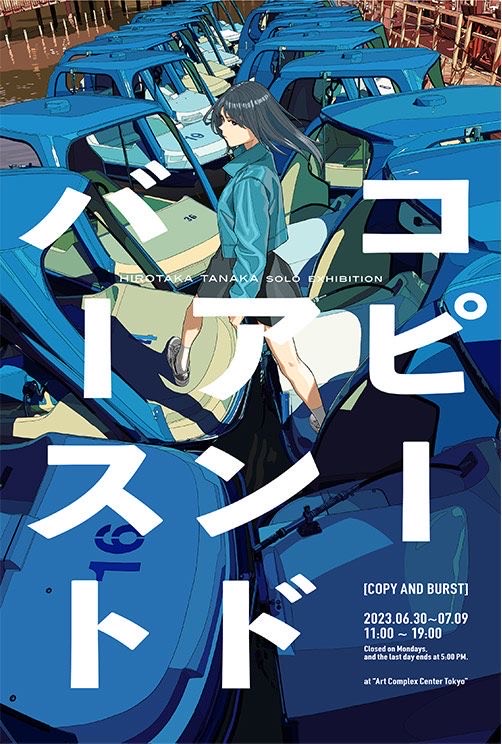 コピー
アンド
バースト
HIROTAKA TANAKA SOLO EXHIBITION
16
16
[COPY AND BURST]
2023.06.30~07.09
11:00 ~ 19:00
Closed on Mondays.
and the last day ends at 5:00 PM.
at "Art Complex Center Tokyo"